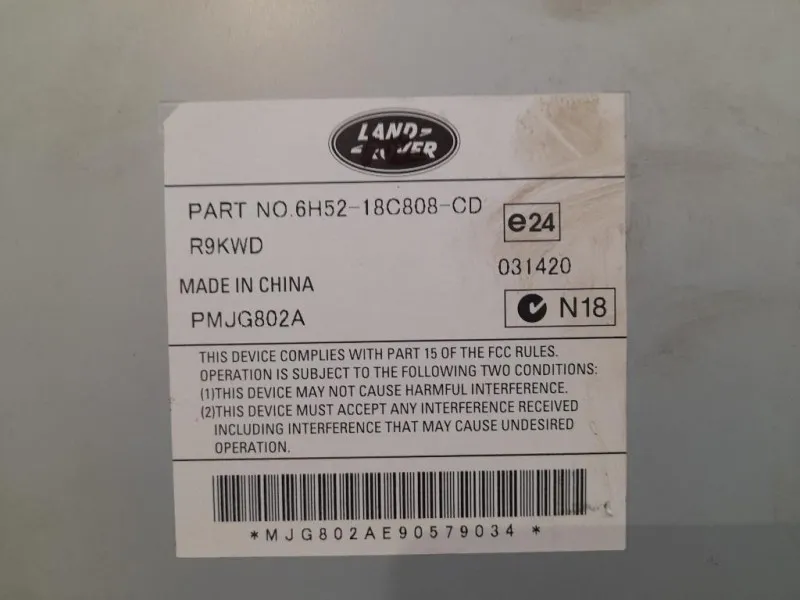 LAND-
-ROVER
PART NO.6H52-18C808-CD
e24
R9KWD
031420
MADE IN CHINA
N18
PMJG802A
THIS DEVICE COMPLIES WITH PART 15 OF THE FCC RULES.
OPERATION IS SUBJECT TO THE FOLLOWING TWO CONDITIONS:
(1)THIS DEVICE MAY NOT CAUSE HARMFUL INTERFERENCE.
(2)THIS DEVICE MUST ACCEPT ANY INTERFERENCE RECEIVED
INCLUDING INTERFERENCE THAT MAY CAUSE UNDESIRED
OPERATION.
*MJG802AE90579034 *